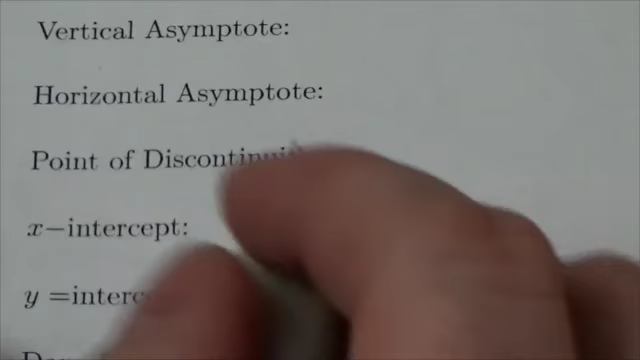 Vertical Asymptote:
Horizontal Asymptote:
Point of
x−intercept:
y